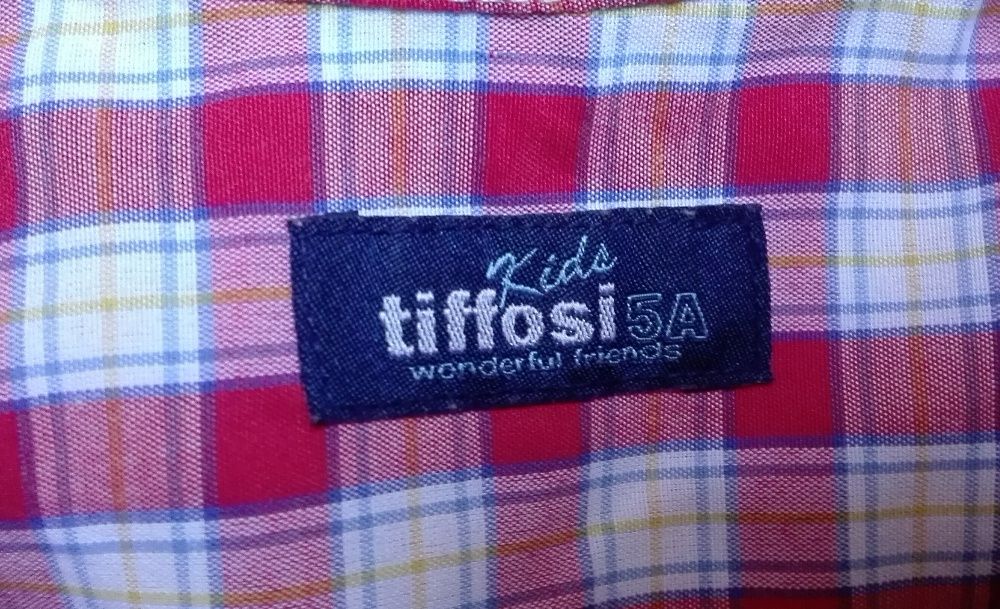 Kids
tiffosi 5A
wonderful friends